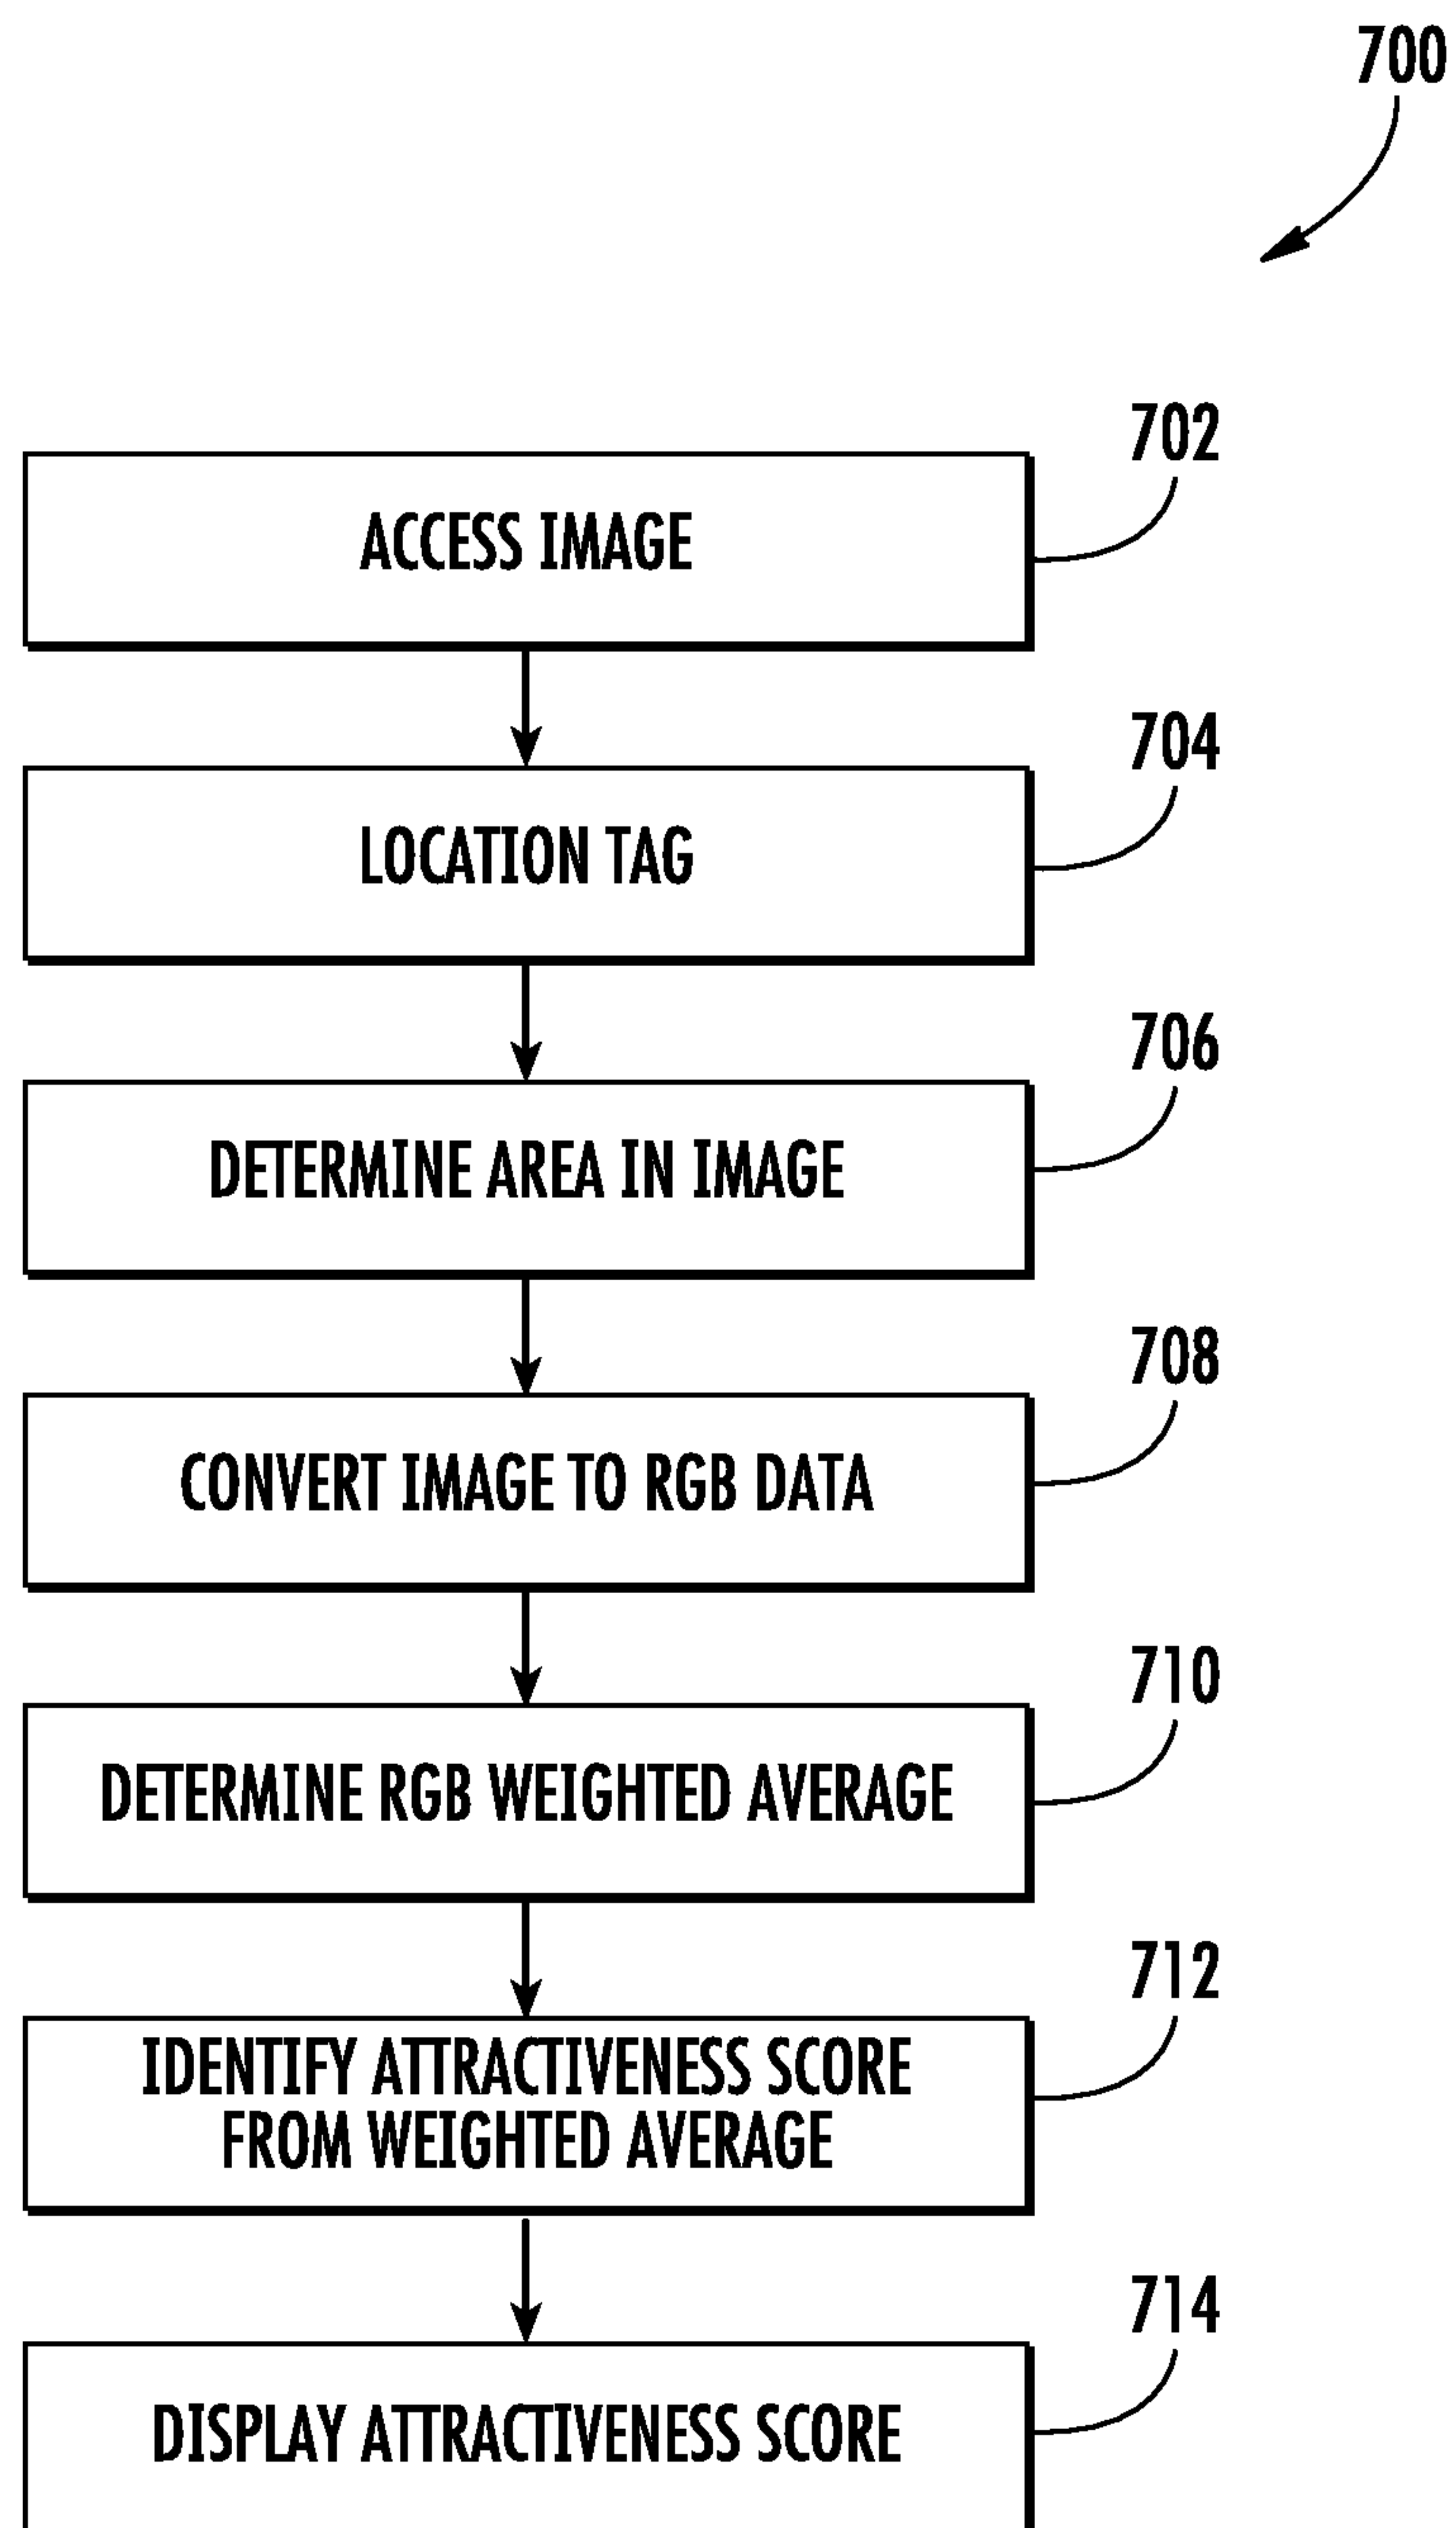 700
702
ACCESS IMAGE
704
LOCATION TAG
706
DETERMINE AREA IN IMAGE
708
CONVERT IMAGE TO RGB DATA
710
DETERMINE RGB WEIGHTED AVERAGE
712
IDENTIFY ATTRACTIVENESS SCORE
FROM WEIGHTED AVERAGE
714
DISPLAY ATTRACTIVENESS SCORE